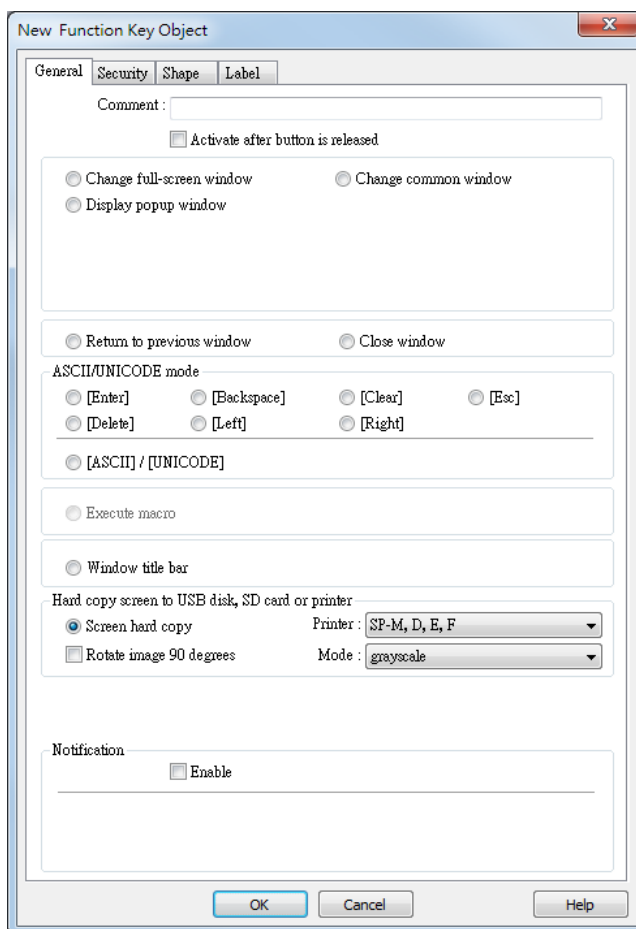 New Function Key Object
General Security Shape Label
Comment :
Activate after button is released
Change full-screen window Change common window
Display popup window
Return to previous window Close window
ASCII/UNICODE mode
[Enter] [Backspace] [Clear] [Esc]
[Delete] [Left] [Right]
[ASCII] / [UNICODE]
Execute macro
Window title bar
Hard copy screen to USB disk, SD card or printer
Screen hard copy Printer : SP-M, D, E, F
Rotate image 90 degrees Mode : grayscale
Notification
Enable
OK Cancel Help